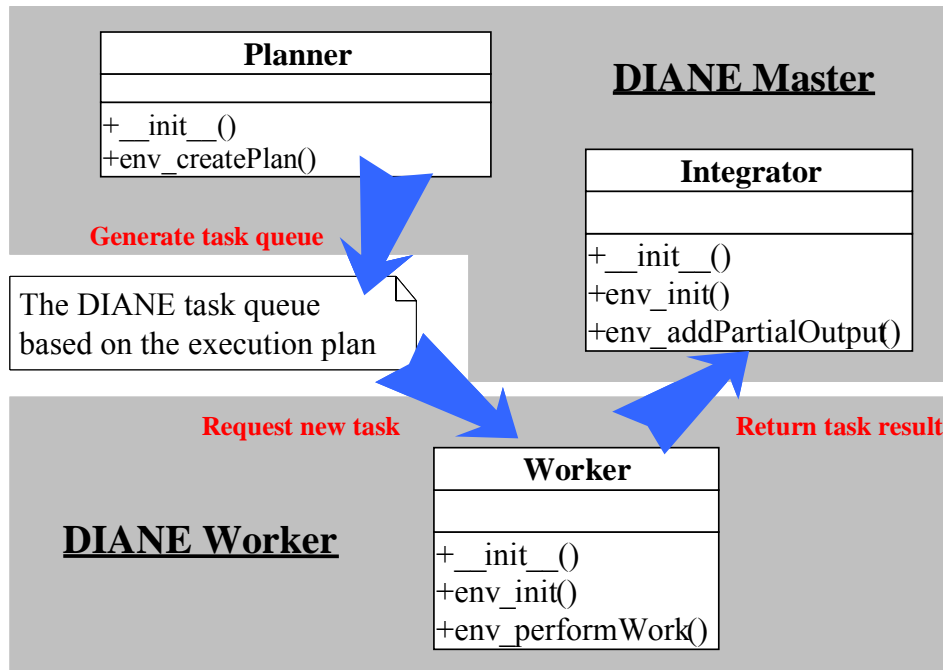 Planner
+__init__()
+env_createPlan()
DIANE Master
Integrator
+__init__()
+env_init()
+env_addPartialOutput()
Generate task queue
The DIANE task queue
based on the execution plan
Request new task
Return task result
Worker
+__init__()
+env_init()
+env_performWork()
DIANE Worker